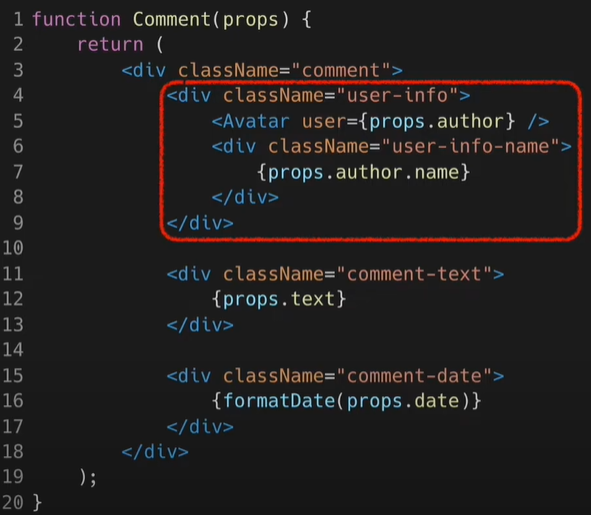 1 function Comment(props) {
2     return (
3         <div className="comment">
4             <div className="user-info">
5                 <Avatar user={props.author} />
6                 <div className="user-info-name">
7                     {props.author.name}
8                 </div>
9             </div>
10
11             <div className="comment-text">
12                 {props.text}
13             </div>
14
15             <div className="comment-date">
16                 {formatDate(props.date)}
17             </div>
18         </div>
19     );
20 }